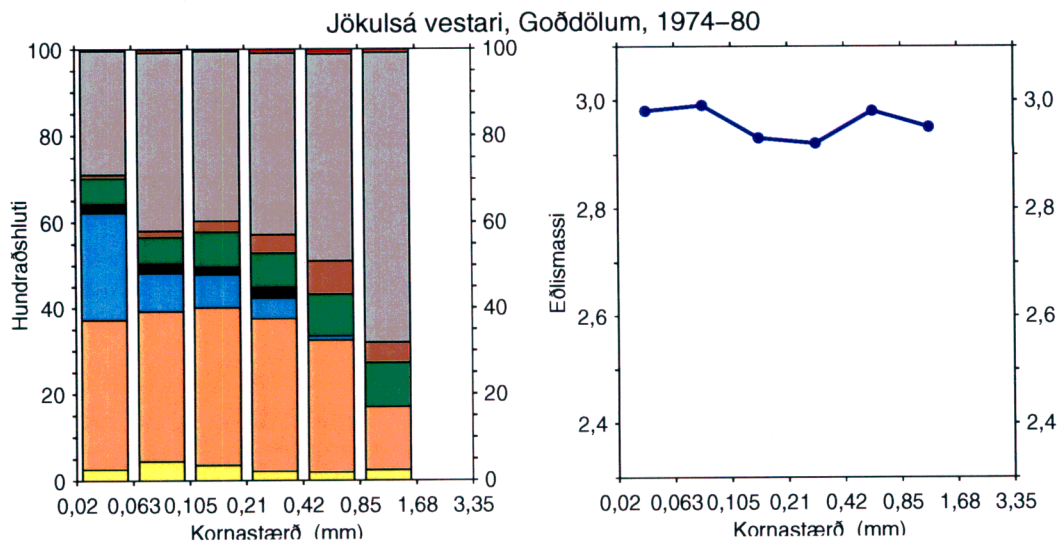 Jökulsá vestari, Goðdölum, 1974–80
100
80
60
40
20
0
Hundraðshluti
100
80
60
40
20
0
0,02 0,063 0,105 0,21 0,42 0,85 1,68 3,35
Kornastærð (mm)
3,0
2,8
2,6
2,4
Eðlismassi
3,0
2,8
2,6
2,4
0,02 0,063 0,105 0,21 0,42 0,85 1,68 3,35
Kornastærð (mm)